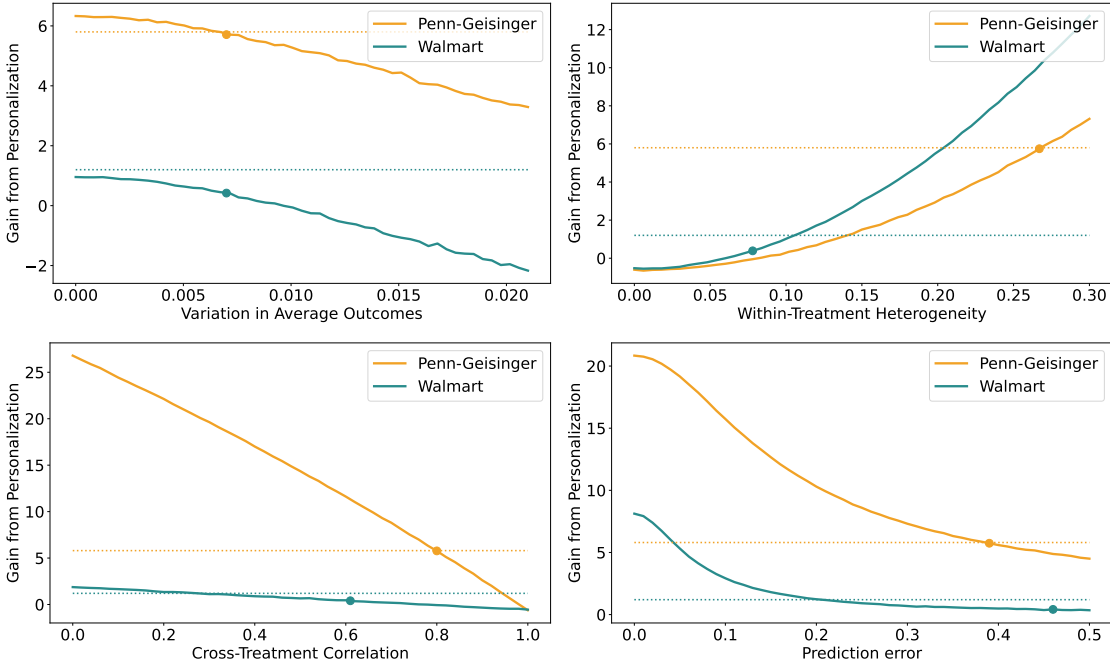 Gain from Personalization
6
4
2
0
−2
Penn-Geisinger
Walmart
0.000
0.005
0.010
0.015
0.020
Variation in Average Outcomes
Gain from Personalization
12
10
8
6
4
2
0
Penn-Geisinger
Walmart
0.00
0.05
0.10
0.15
0.20
0.25
0.30
Within-Treatment Heterogeneity
Gain from Personalization
25
20
15
10
5
0
Penn-Geisinger
Walmart
0.0
0.2
0.4
0.6
0.8
1.0
Cross-Treatment Correlation
Gain from Personalization
20
15
10
5
0
Penn-Geisinger
Walmart
0.0
0.1
0.2
0.3
0.4
0.5
Prediction error